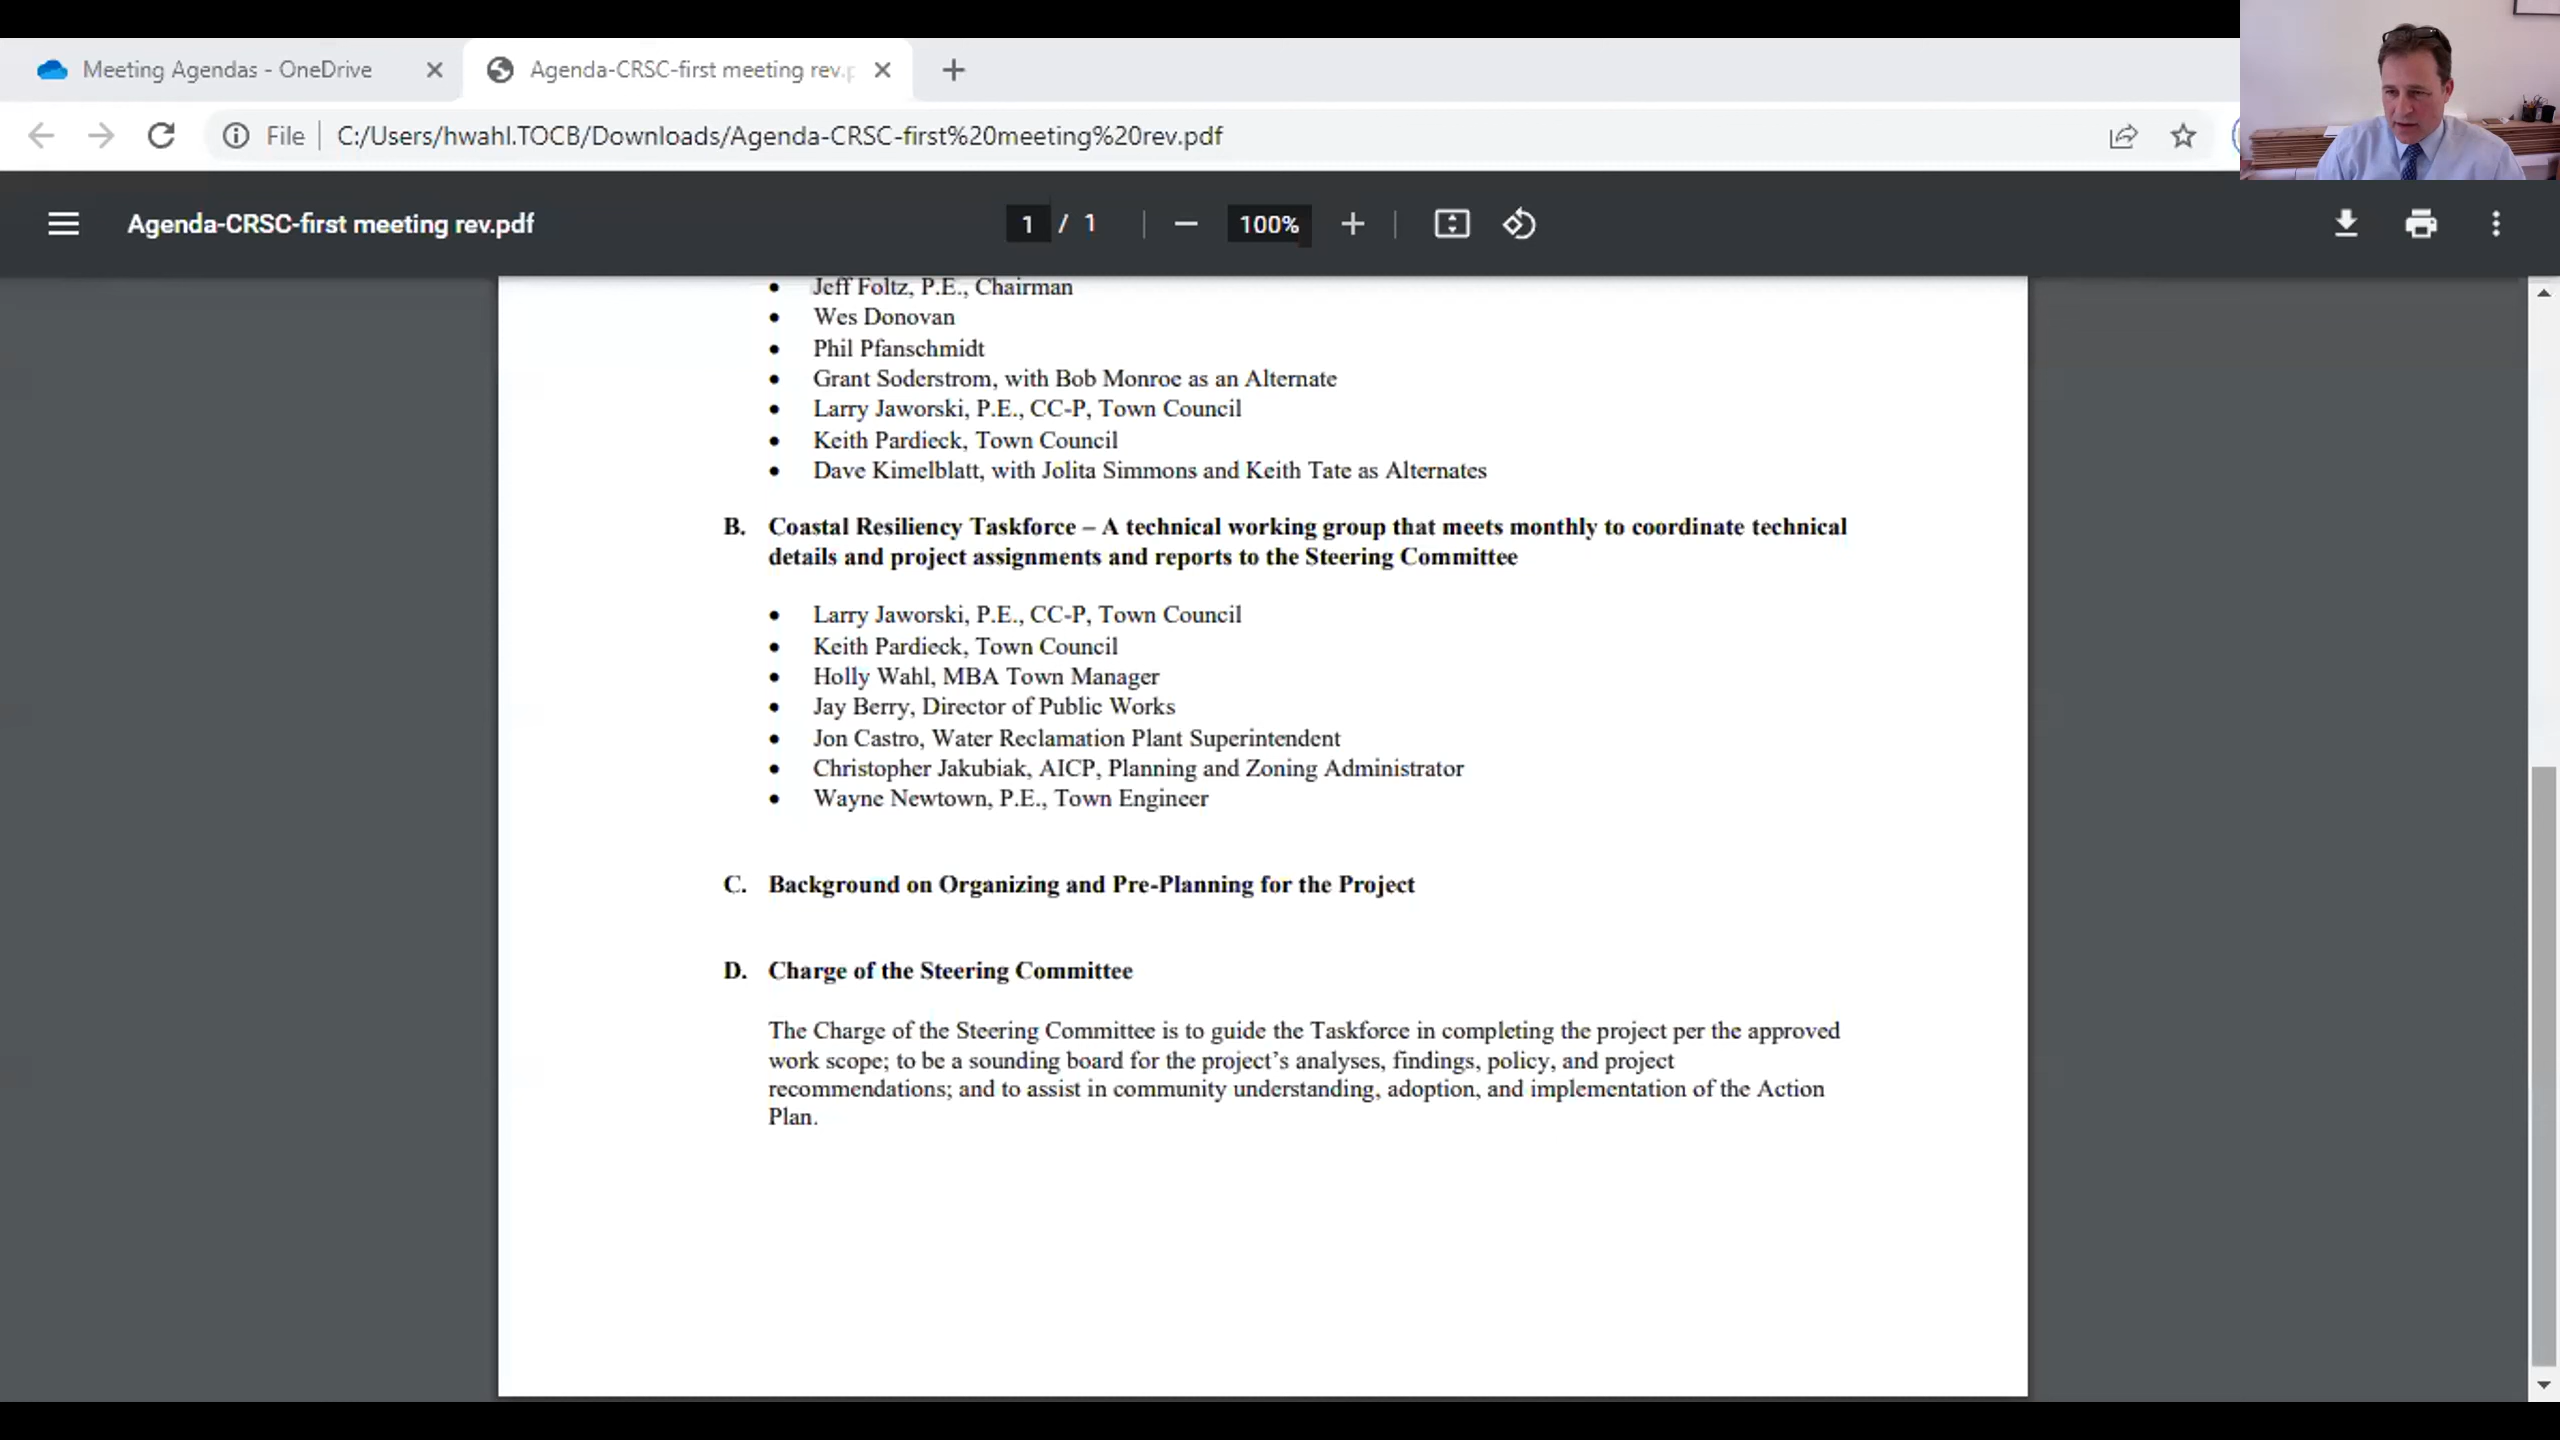 Meeting Agendas - OneDrive
Agenda-CRSC-first meeting rev.p
File
C:/Users/hwahl.TOCB/Downloads/Agenda-CRSC-first%20meeting%20rev.pdf
Agenda-CRSC-first meeting rev.pdf
1 / 1
100%
• Jeff Foltz, P.E., Chairman
• Wes Donovan
• Phil Pfanschmidt
• Grant Soderstrom, with Bob Monroe as an Alternate
• Larry Jaworski, P.E., CC-P, Town Council
• Keith Pardieck, Town Council
• Dave Kimelblatt, with Jolita Simmons and Keith Tate as Alternates
B. Coastal Resiliency Taskforce – A technical working group that meets monthly to coordinate technical
details and project assignments and reports to the Steering Committee
• Larry Jaworski, P.E., CC-P, Town Council
• Keith Pardieck, Town Council
• Holly Wahl, MBA Town Manager
• Jay Berry, Director of Public Works
• Jon Castro, Water Reclamation Plant Superintendent
• Christopher Jakubiak, AICP, Planning and Zoning Administrator
• Wayne Newtown, P.E., Town Engineer
C. Background on Organizing and Pre-Planning for the Project
D. Charge of the Steering Committee
The Charge of the Steering Committee is to guide the Taskforce in completing the project per the approved
work scope; to be a sounding board for the project’s analyses, findings, policy, and project
recommendations; and to assist in community understanding, adoption, and implementation of the Action
Plan.